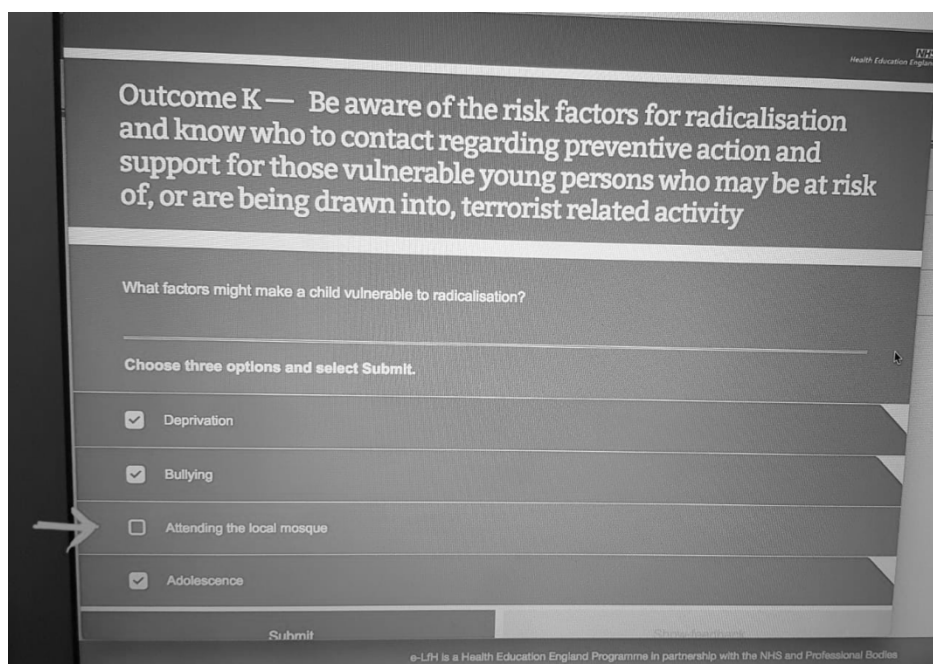 NHS
Health Education England
Outcome K — Be aware of the risk factors for radicalisation
and know who to contact regarding preventive action and
support for those vulnerable young persons who may be at risk
of, or are being drawn into, terrorist related activity
What factors might make a child vulnerable to radicalisation?
Choose three options and select Submit.
Deprivation
Bullying
Attending the local mosque
Adolescence
Submit
Show feedback
e-LfH is a Health Education England Programme in partnership with the NHS and Professional Bodies